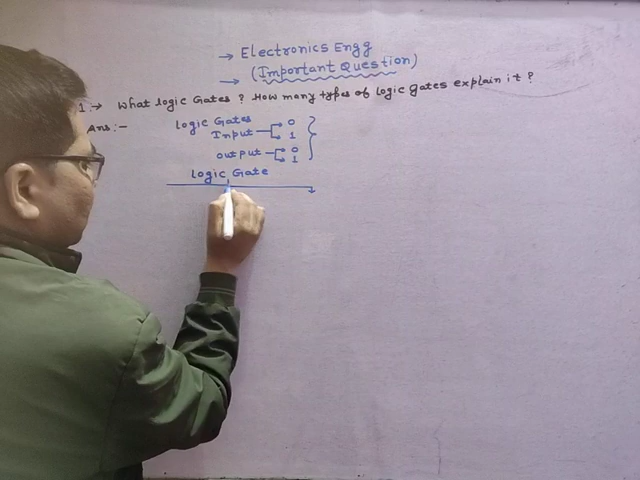 → Electronics Engg
→ (Important Question)
1.→ What logic Gates ? How many types of logic gates explain it ?
Ans:- logic Gates
Input 0
1
output 0
1
logic Gate